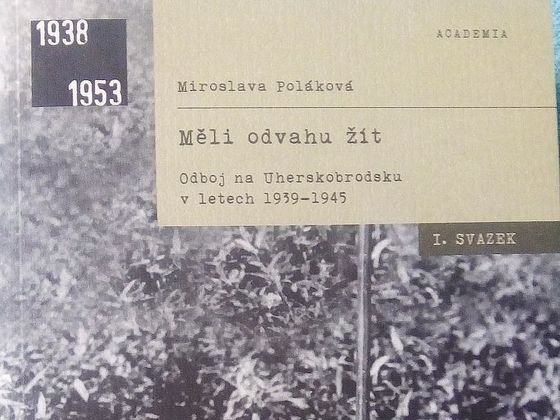 1938
1953
ACADEMIA
Miroslava Poláková
Měli odvahu žít
Odboj na Uherskobrodsku
v letech 1939–1945
I. SVAZEK